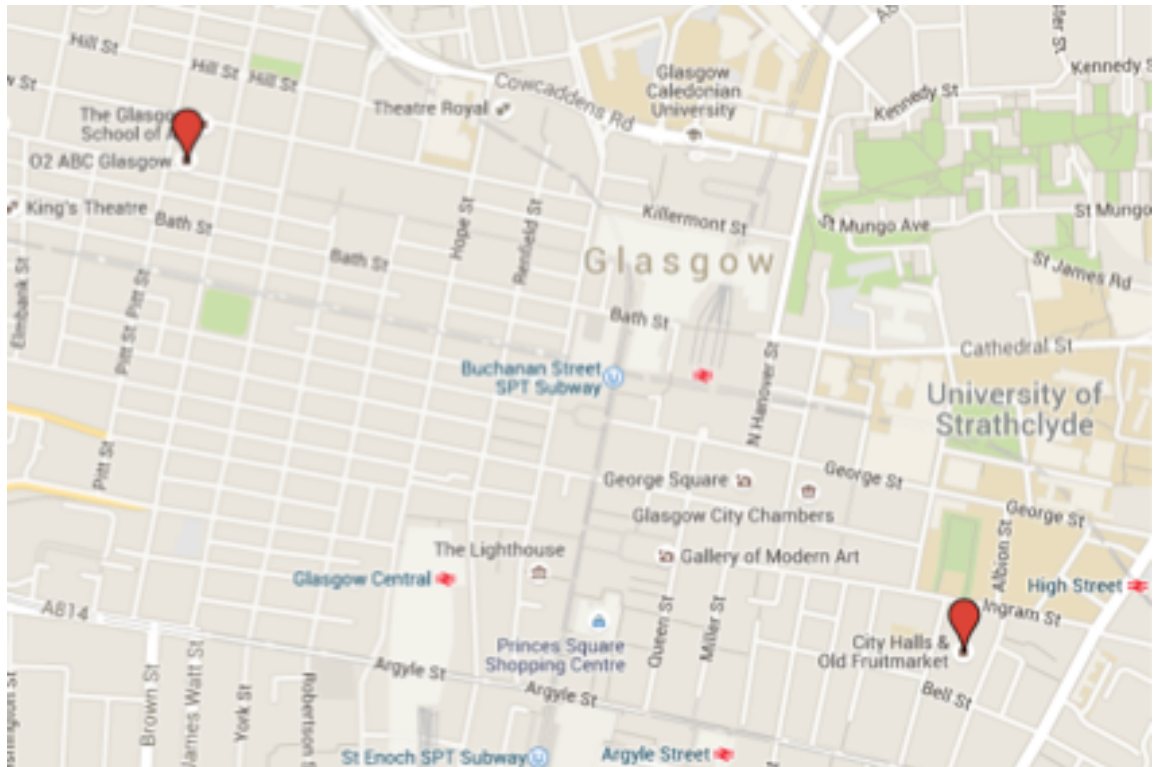 Hill St
Hill St
Hill St
w St
Cowcaddens Rd
Glasgow
Caledonian
University
Kennedy St
Kennedy S
Theatre Royal
The Glasgo
School of A
O2 ABC Glasgow
King's Theatre
Bath St
Bath St
Bath St
Hope St
Renfield St
Killermont St
Glasgow
St Mungo Ave
St Mungo
St James Rd
Elmbank St
Pitt St
Pitt St
Pitt St
Buchanan Street
SPT Subway
N Hanover St
Cathedral St
University of
Strathclyde
George Square
George St
George St
Glasgow City Chambers
The Lighthouse
Gallery of Modern Art
Glasgow Central
Albion St
High Street
Ingram St
A814
Princes Square
Shopping Centre
Queen St
Miller St
City Halls &
Old Fruitmarket
Bell St
Argyle St
Argyle St
Brown St
James Watt St
York St
Robertson
St Enoch SPT Subway
Argyle Street